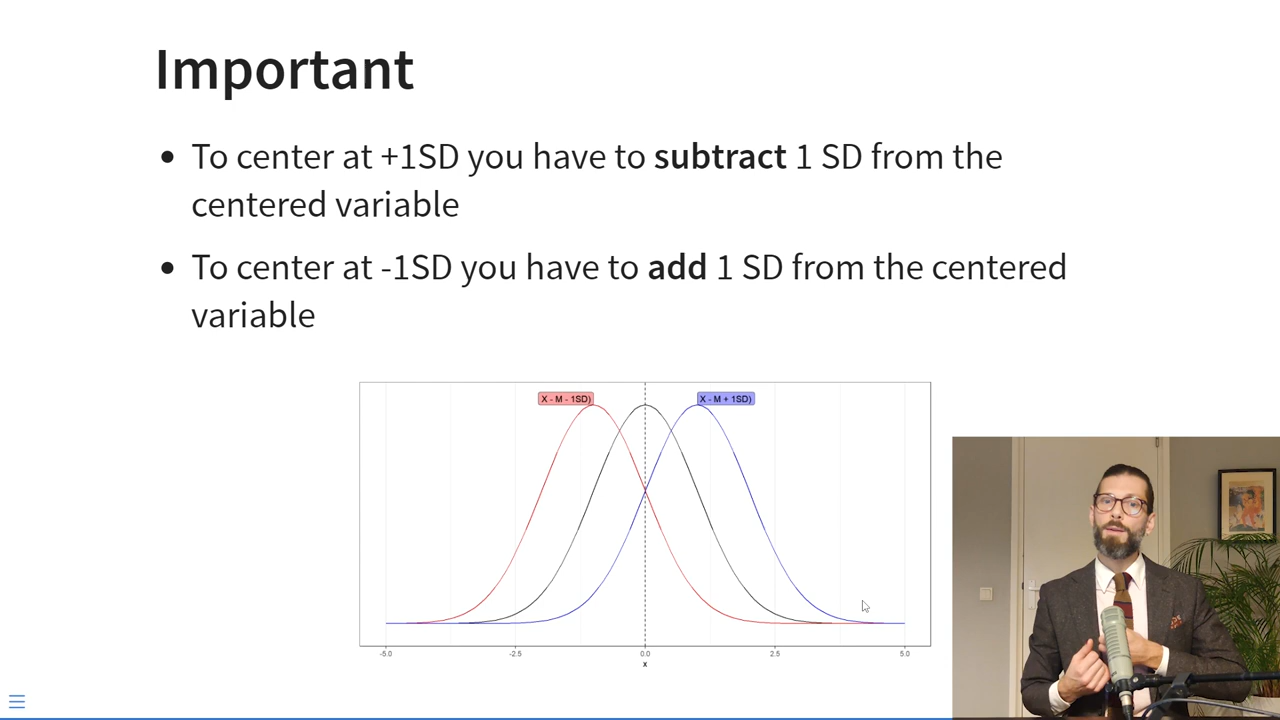 Important
• To center at +1SD you have to subtract 1 SD from the
centered variable
• To center at -1SD you have to add 1 SD from the centered
variable
X - M - 1SD)
X - M + 1SD)
-5.0
-2.5
0.0
2.5
5.0
x